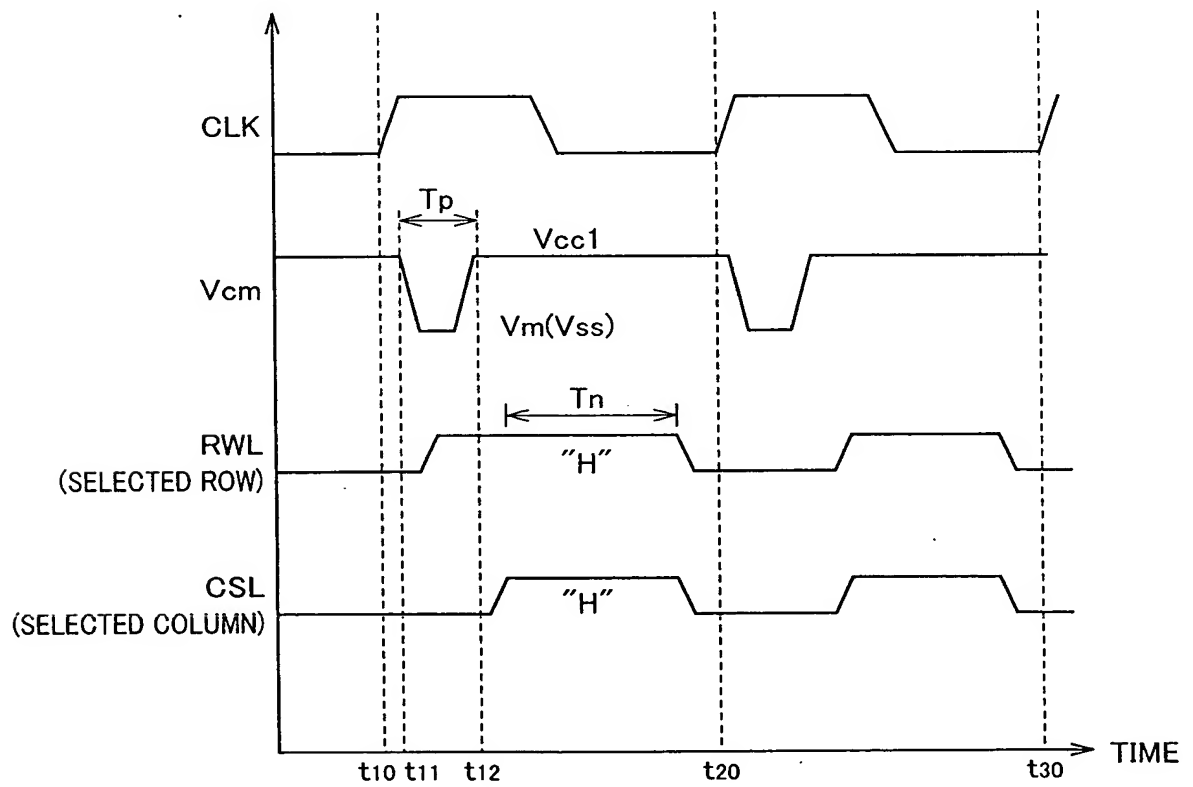 CLK
Tp
Vcc1
Vcm
Vm(Vss)
Tn
RWL
(SELECTED ROW)
"H"
CSL
(SELECTED COLUMN)
"H"
TIME
t10 t11 t12 t20 t30